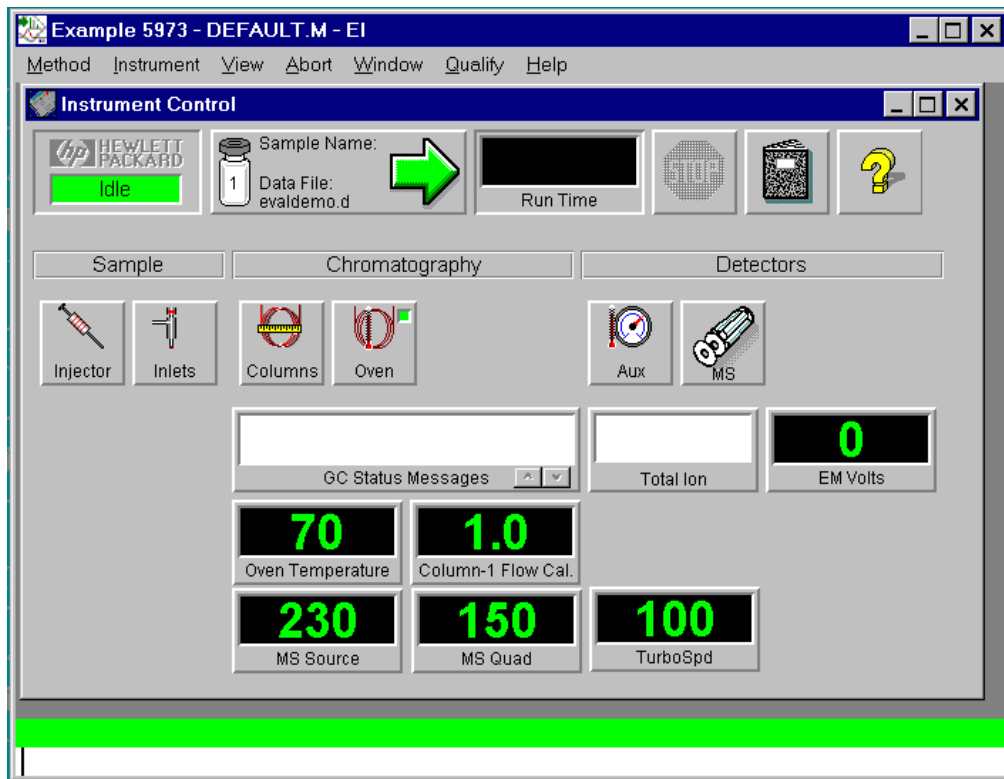 Example 5973 - DEFAULT.M - EI
Method Instrument View Abort Window Qualify Help
Instrument Control
hp HEWLETT
PACKARD
Idle
1
Sample Name:
Data File:
evaldemo.d
Run Time
STOP
?
Sample
Chromatography
Detectors
Injector
Inlets
Columns
Oven
Aux
MS
GC Status Messages
Total Ion
0
EM Volts
70
Oven Temperature
1.0
Column-1 Flow Cal.
230
MS Source
150
MS Quad
100
TurboSpd